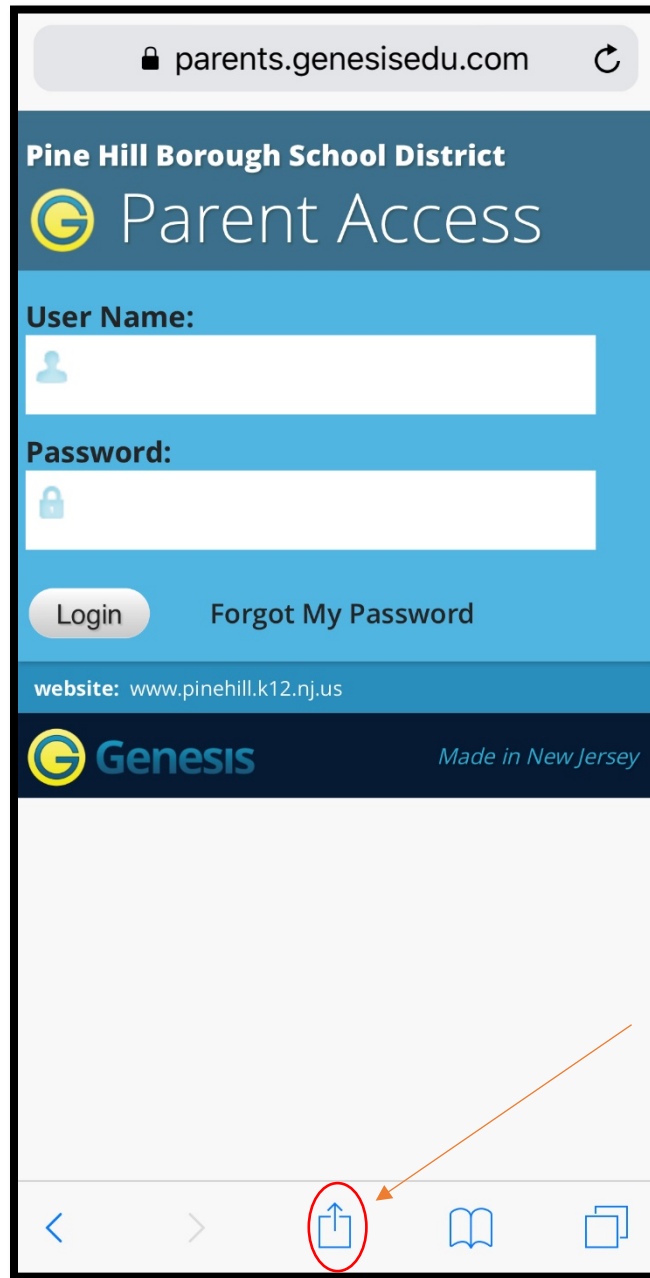 parents.genesisedu.com
Pine Hill Borough School District
Parent Access
User Name:
Password:
Login Forgot My Password
website: www.pinehill.k12.nj.us
Genesis Made in New Jersey